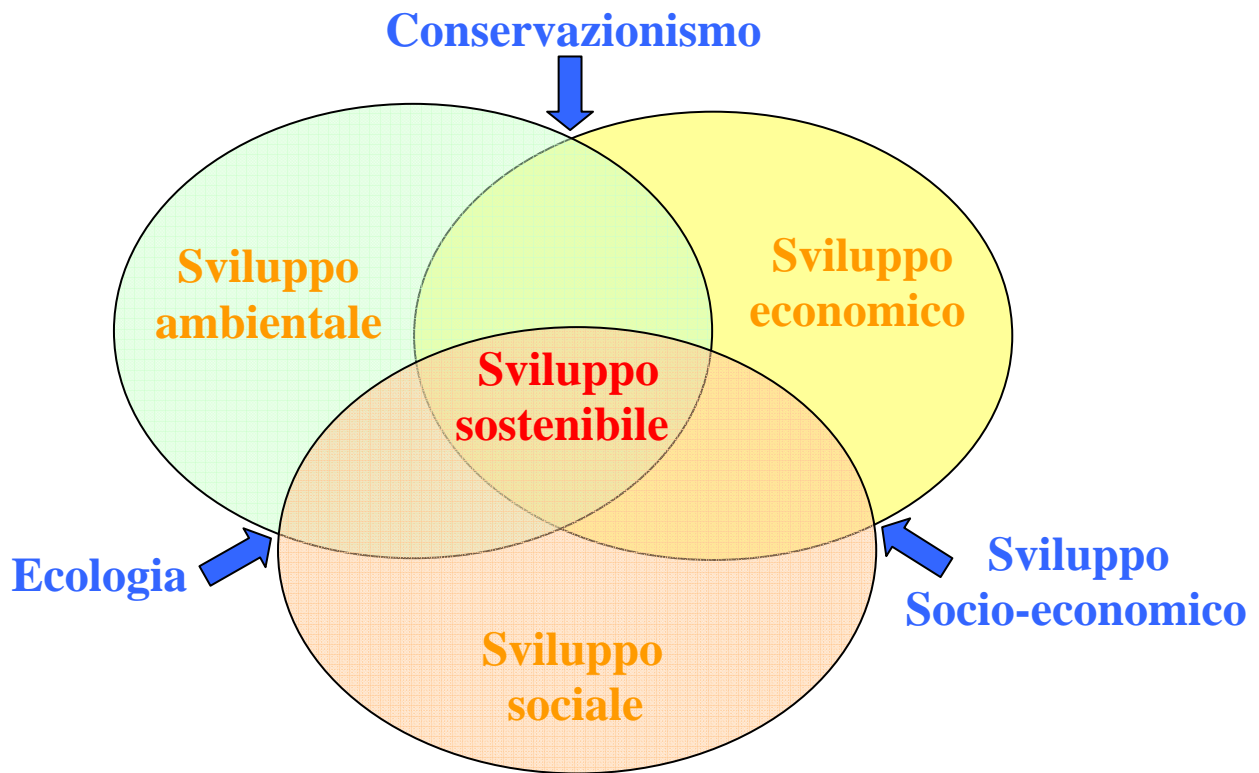 Conservazionismo
Sviluppo
ambientale
Sviluppo
economico
Sviluppo
sostenibile
Ecologia
Sviluppo
Socio-economico
Sviluppo
sociale